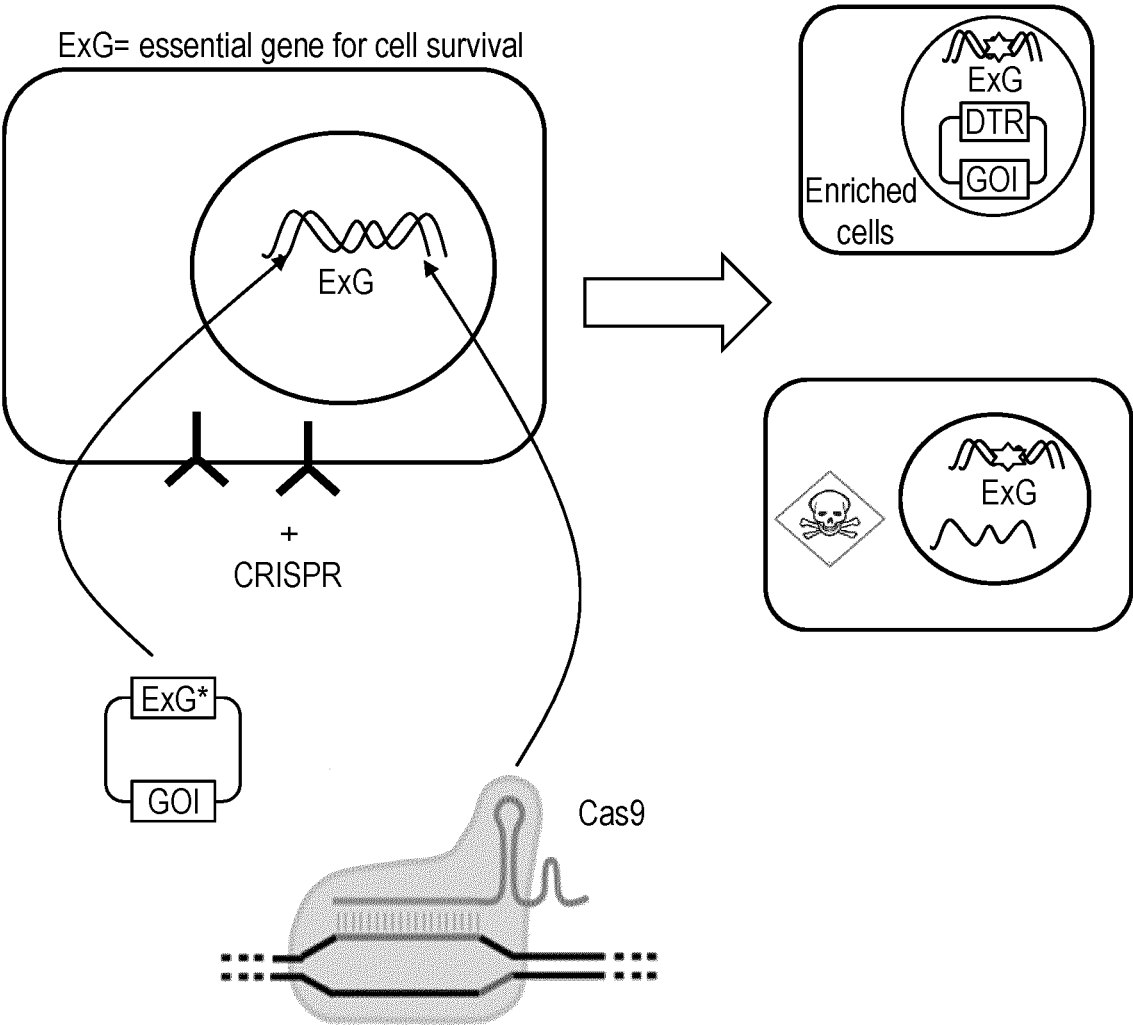 ExG= essential gene for cell survival
ExG
+
CRISPR
ExG*
GOI
Cas9
ExG
DTR
GOI
Enriched
cells
ExG